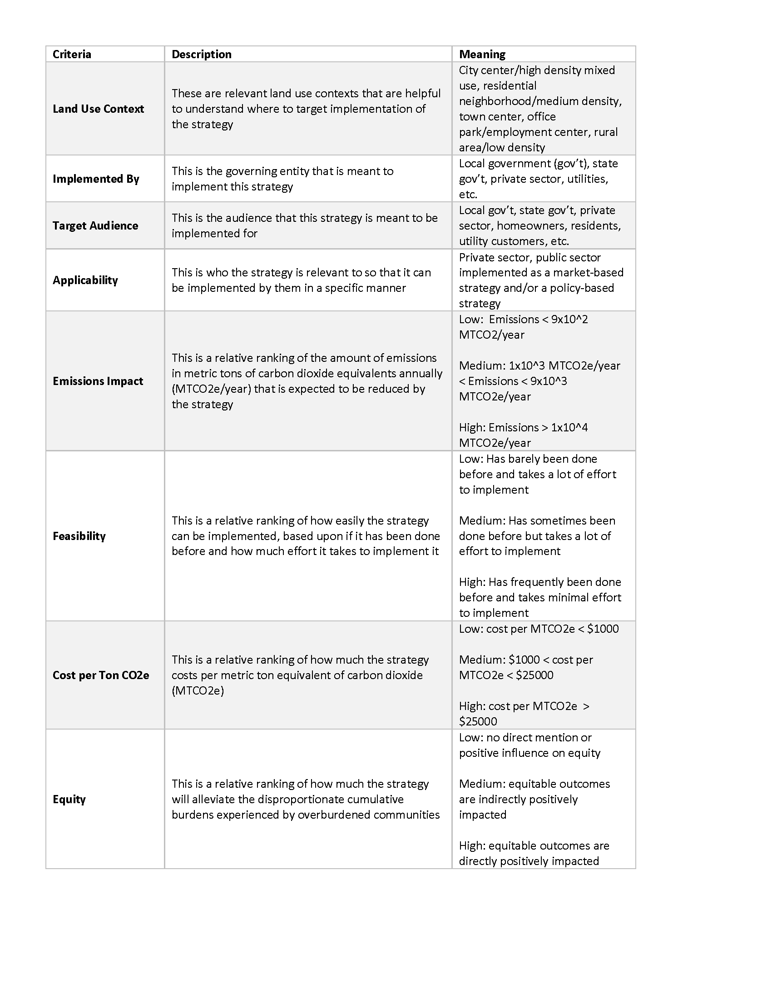 Criteria
Description
Meaning
Land Use Context
These are relevant land use contexts that are helpful
to understand where to target implementation of
the strategy
City center/high density mixed
use, residential
neighborhood/medium density,
town center, office
park/employment center, rural
area/low density
Implemented By
This is the governing entity that is meant to
implement this strategy
Local government (gov’t), state
gov’t, private sector, utilities,
etc.
Target Audience
This is the audience that this strategy is meant to be
implemented for
Local gov’t, state gov’t, private
sector, homeowners, residents,
utility customers, etc.
Applicability
This is who the strategy is relevant to so that it can
be implemented by them in a specific manner
Private sector, public sector
implemented as a market-based
strategy and/or a policy-based
strategy
Emissions Impact
This is a relative ranking of the amount of emissions
in metric tons of carbon dioxide equivalents annually
(MTCO2e/year) that is expected to be reduced by
the strategy
Low:  Emissions < 9x10^2
MTCO2/year
Medium: 1x10^3 MTCO2e/year
< Emissions < 9x10^3
MTCO2e/year
High: Emissions > 1x10^4
MTCO2e/year
Feasibility
This is a relative ranking of how easily the strategy
can be implemented, based upon if it has been done
before and how much effort it takes to implement it
Low: Has barely been done
before and takes a lot of effort
to implement
Medium: Has sometimes been
done before but takes a lot of
effort to implement
High: Has frequently been done
before and takes minimal effort
to implement
Cost per Ton CO2e
This is a relative ranking of how much the strategy
costs per metric ton equivalent of carbon dioxide
(MTCO2e)
Low: cost per MTCO2e < $1000
Medium: $1000 < cost per
MTCO2e < $25000
High: cost per MTCO2e  >
$25000
Equity
This is a relative ranking of how much the strategy
will alleviate the disproportionate cumulative
burdens experienced by overburdened communities
Low: no direct mention or
positive influence on equity
Medium: equitable outcomes
are indirectly positively
impacted
High: equitable outcomes are
directly positively impacted